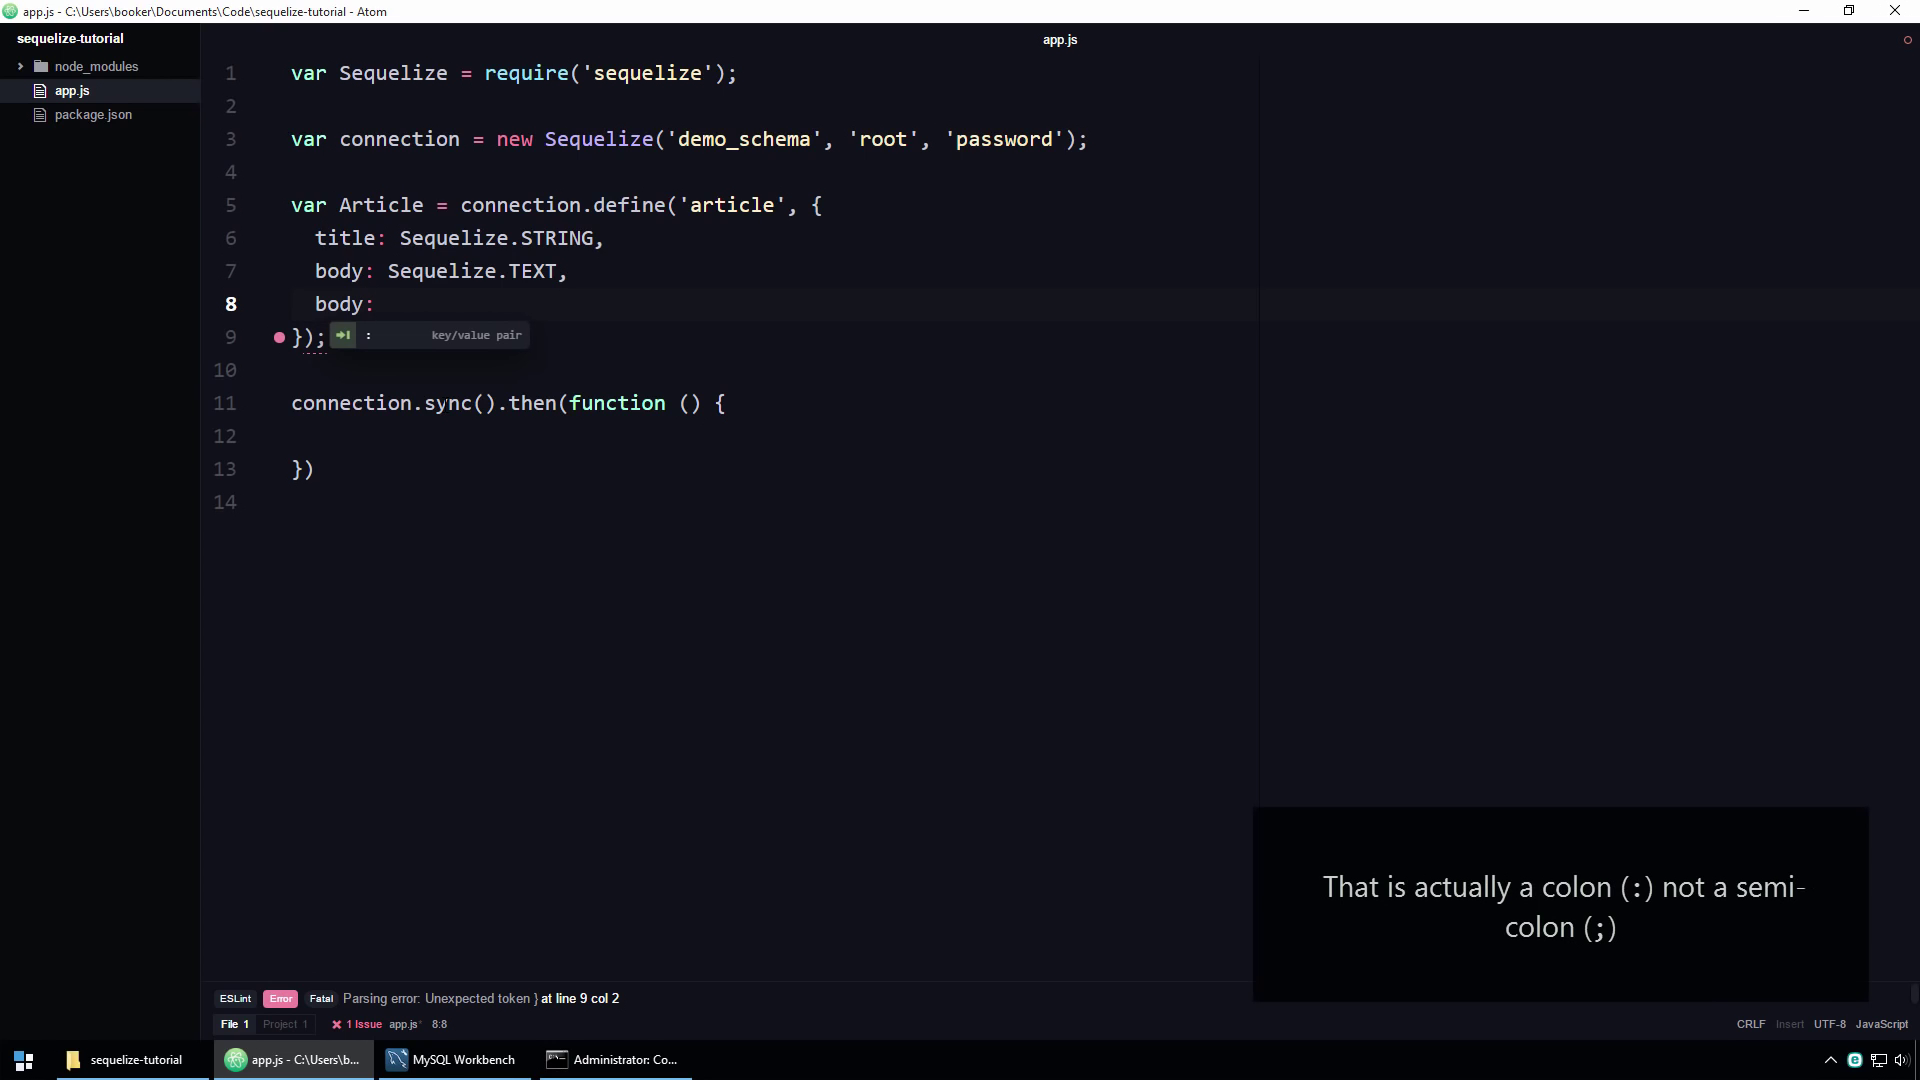 app.js - C:\Users\booker\Documents\Code\sequelize-tutorial - Atom
sequelize-tutorial
node_modules
app.js
package.json
app.js
1 var Sequelize = require('sequelize');
2
3 var connection = new Sequelize('demo_schema', 'root', 'password');
4
5 var Article = connection.define('article', {
6 title: Sequelize.STRING,
7 body: Sequelize.TEXT,
8 body:
9 });
: key/value pair
10
11 connection.sync().then(function () {
12
13 })
14
That is actually a colon (:) not a semi-
colon (;)
ESLint Error Fatal Parsing error: Unexpected token } at line 9 col 2
File 1 Project 1 1 Issue app.js* 8:8 CRLF Insert UTF-8 JavaScript
sequelize-tutorial app.js - C:\Users\b... MySQL Workbench Administrator: Co...